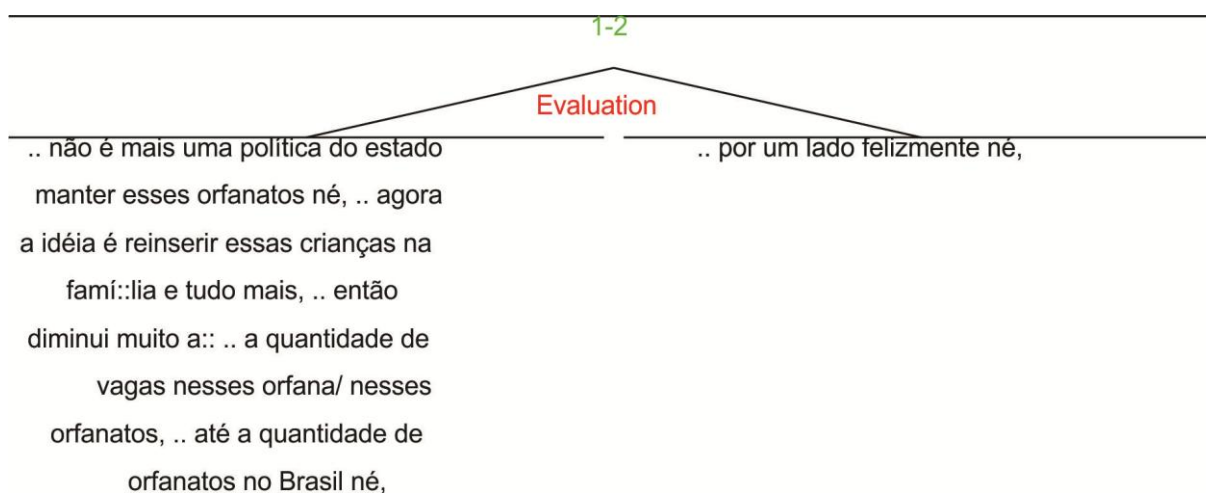 1-2
Evaluation
.. não é mais uma política do estado
manter esses orfanatos né, .. agora
a idéia é reinserir essas crianças na
famí::lia e tudo mais, .. então
diminui muito a:: .. a quantidade de
vagas nesses orfana/ nesses
orfanatos, .. até a quantidade de
orfanatos no Brasil né,
.. por um lado felizmente né,